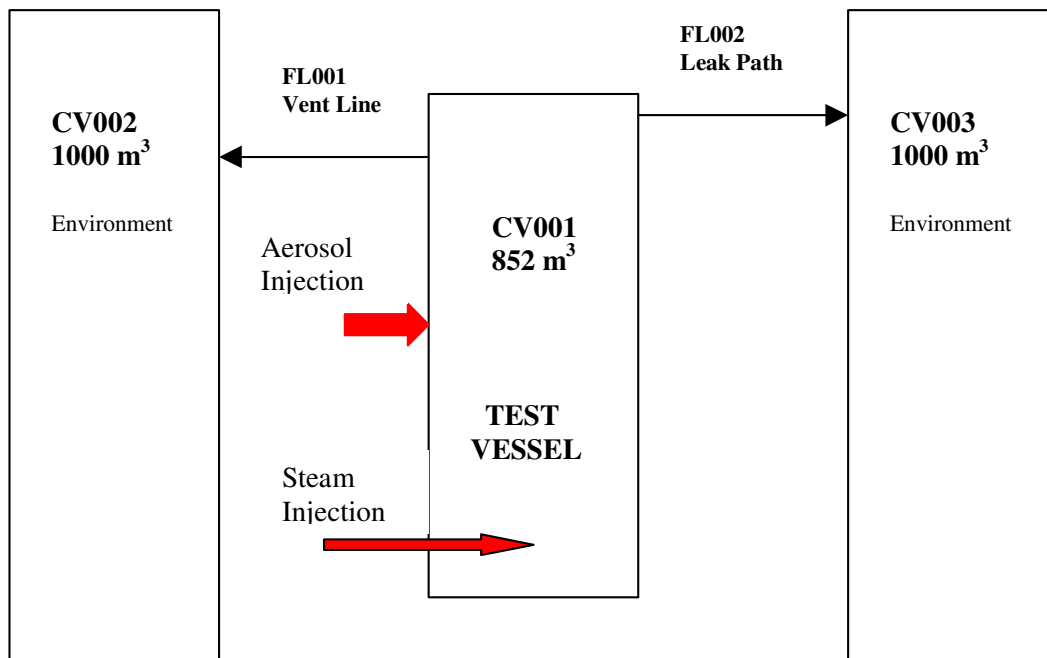 FL002
Leak Path
FL001
Vent Line
CV002
1000 m³
Environment
CV003
1000 m³
Environment
CV001
852 m³
Aerosol
Injection
TEST
VESSEL
Steam
Injection